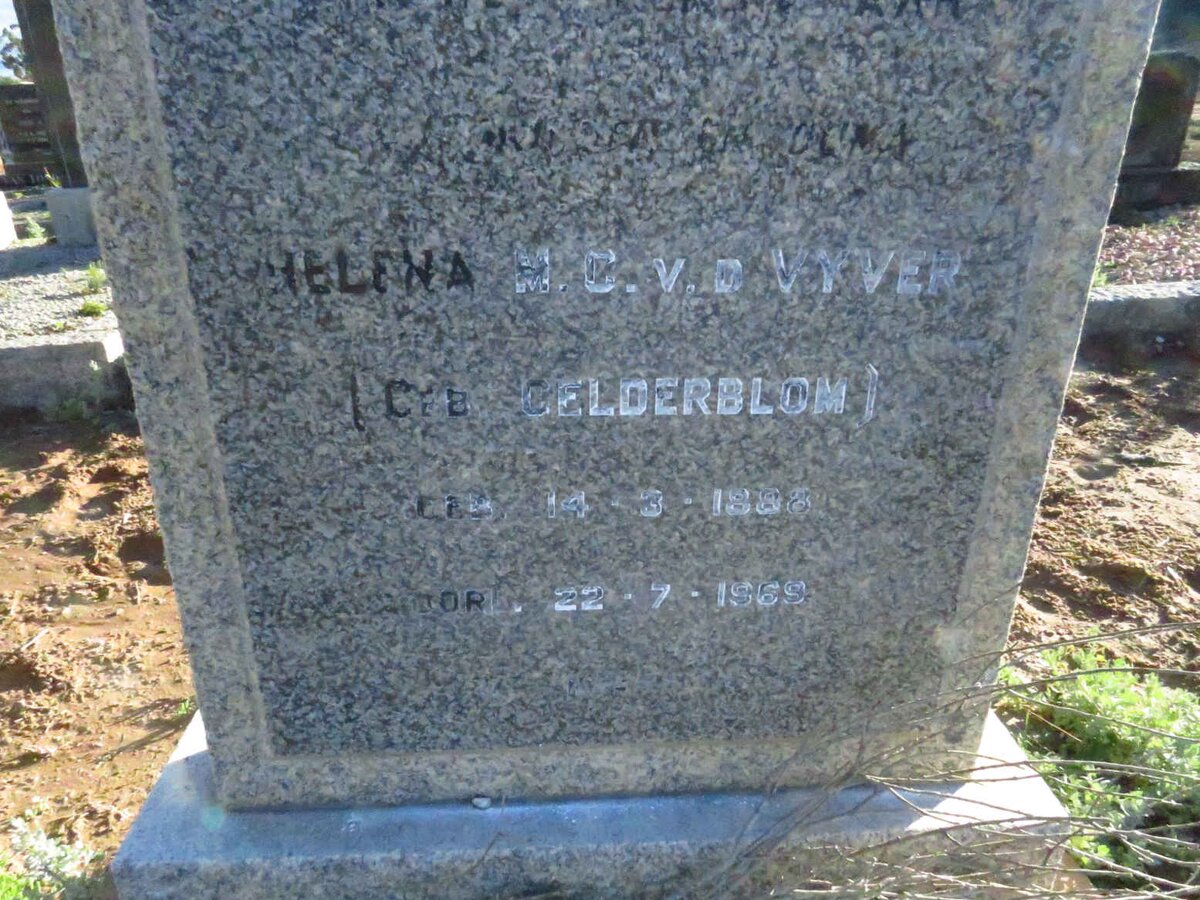 HELENA M.C.V.D VYVER
(GEB GELDERBLOM)
GEB. 14-3-1888
OORL. 22-7-1969